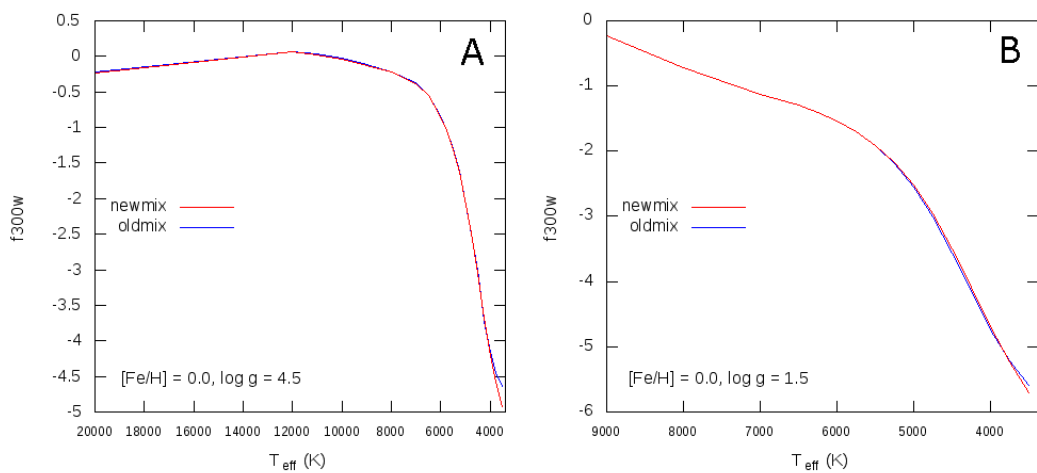 0.5
0
-0.5
-1
-1.5
-2
-2.5
-3
-3.5
-4
-4.5
-5
f300w
A
newmix
oldmix
[Fe/H] = 0.0, log g = 4.5
20000 18000 16000 14000 12000 10000 8000 6000 4000
Teff (K)
0
-1
-2
-3
-4
-5
-6
f300w
B
newmix
oldmix
[Fe/H] = 0.0, log g = 1.5
9000 8000 7000 6000 5000 4000
Teff (K)